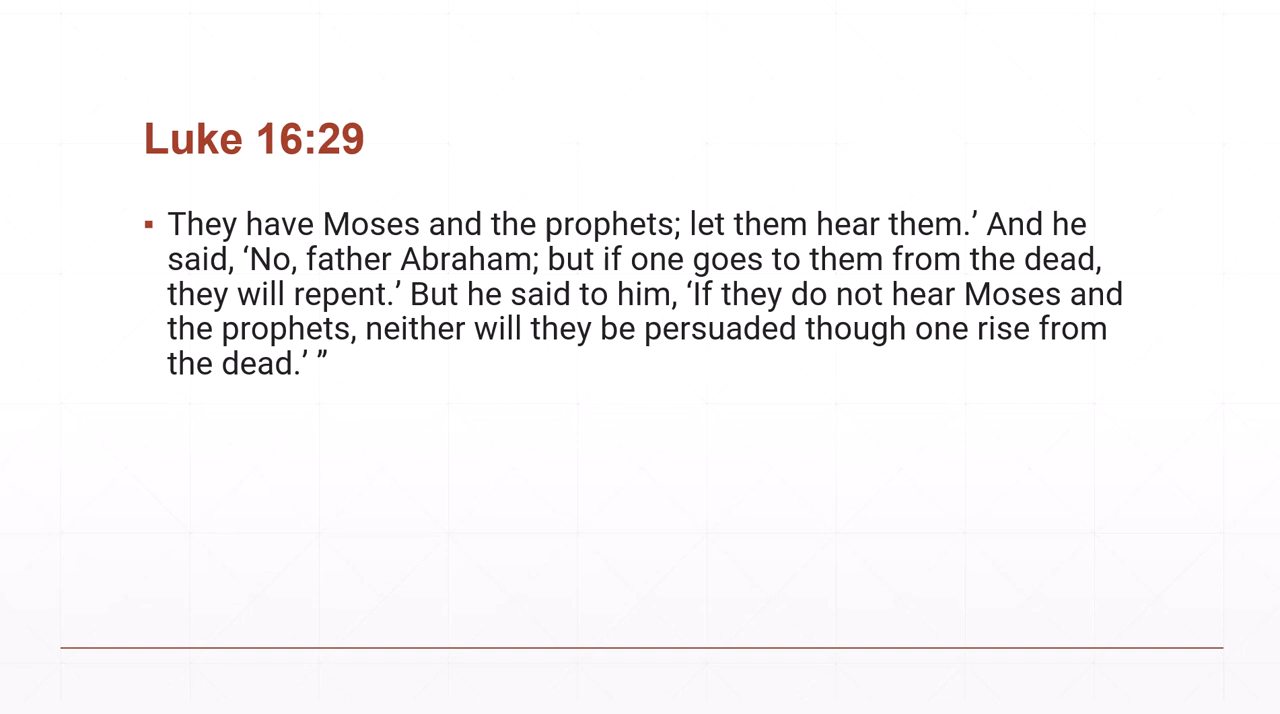 Luke 16:29
▪ They have Moses and the prophets; let them hear them.’ And he
said, ‘No, father Abraham; but if one goes to them from the dead,
they will repent.’ But he said to him, ‘If they do not hear Moses and
the prophets, neither will they be persuaded though one rise from
the dead.’ ”